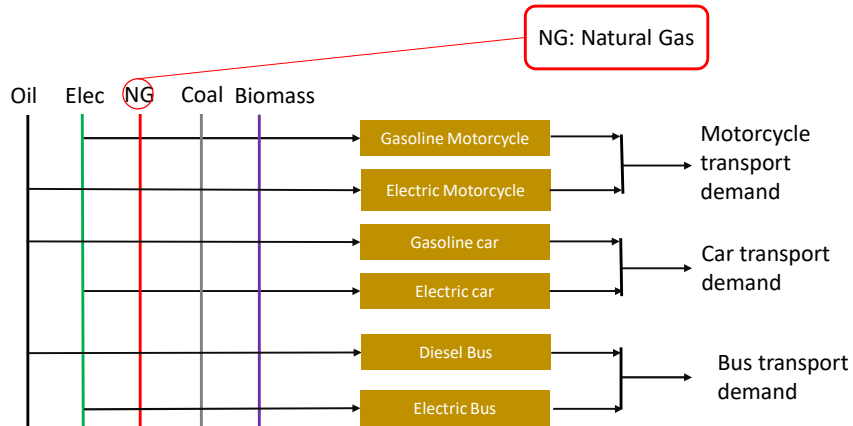 NG: Natural Gas
Oil Elec NG Coal Biomass
Gasoline Motorcycle
Electric Motorcycle
Motorcycle
transport
demand
Gasoline car
Electric car
Car transport
demand
Diesel Bus
Electric Bus
Bus transport
demand